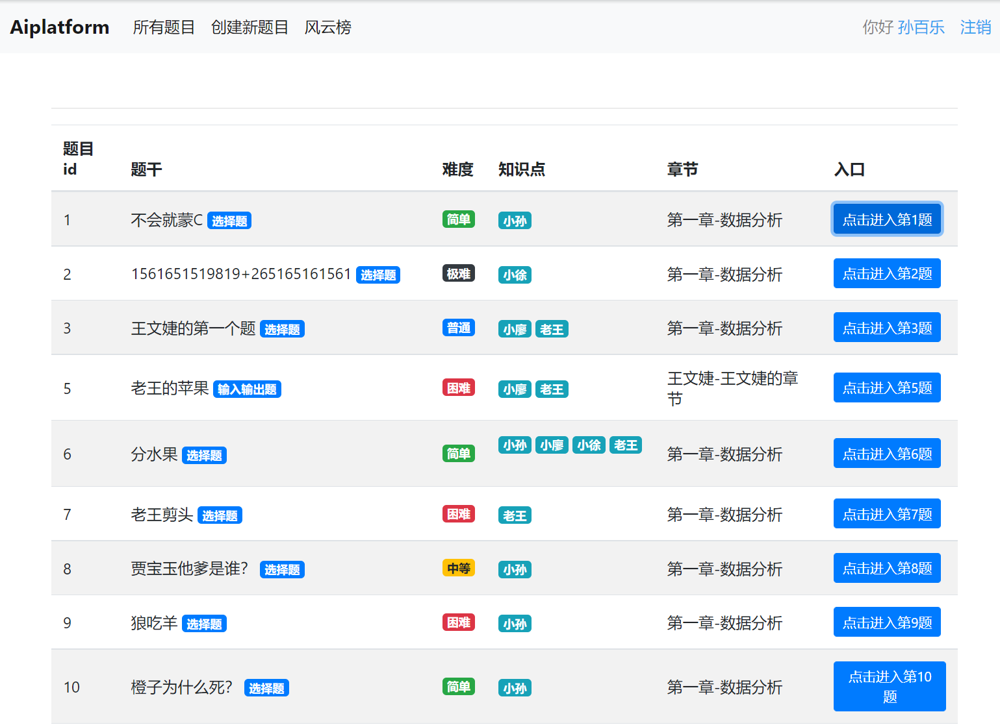 Aiplatform 所有题目 创建新题目 风云榜 你好 孙百乐 注销
题目
id 题干 难度 知识点 章节 入口
1 不会就蒙C 选择题 简单 小孙 第一章-数据分析 点击进入第1题
2 1561651519819+265165161561 选择题 极难 小徐 第一章-数据分析 点击进入第2题
3 王文婕的第一个题 选择题 普通 小廖 老王 第一章-数据分析 点击进入第3题
5 老王的苹果 输入输出题 困难 小廖 老王 王文婕-王文婕的章 点击进入第5题
节
6 分水果 选择题 简单 小孙 小廖 小徐 老王 第一章-数据分析 点击进入第6题
7 老王剪头 选择题 困难 老王 第一章-数据分析 点击进入第7题
8 贾宝玉他爹是谁? 选择题 中等 小孙 第一章-数据分析 点击进入第8题
9 狼吃羊 选择题 困难 小孙 第一章-数据分析 点击进入第9题
10 橙子为什么死? 选择题 简单 小孙 第一章-数据分析 点击进入第10
题